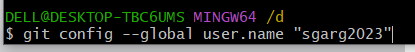 DELL@DESKTOP-TBC6UMS MINGW64 /d
$ git config --global user.name "sgarg2023"